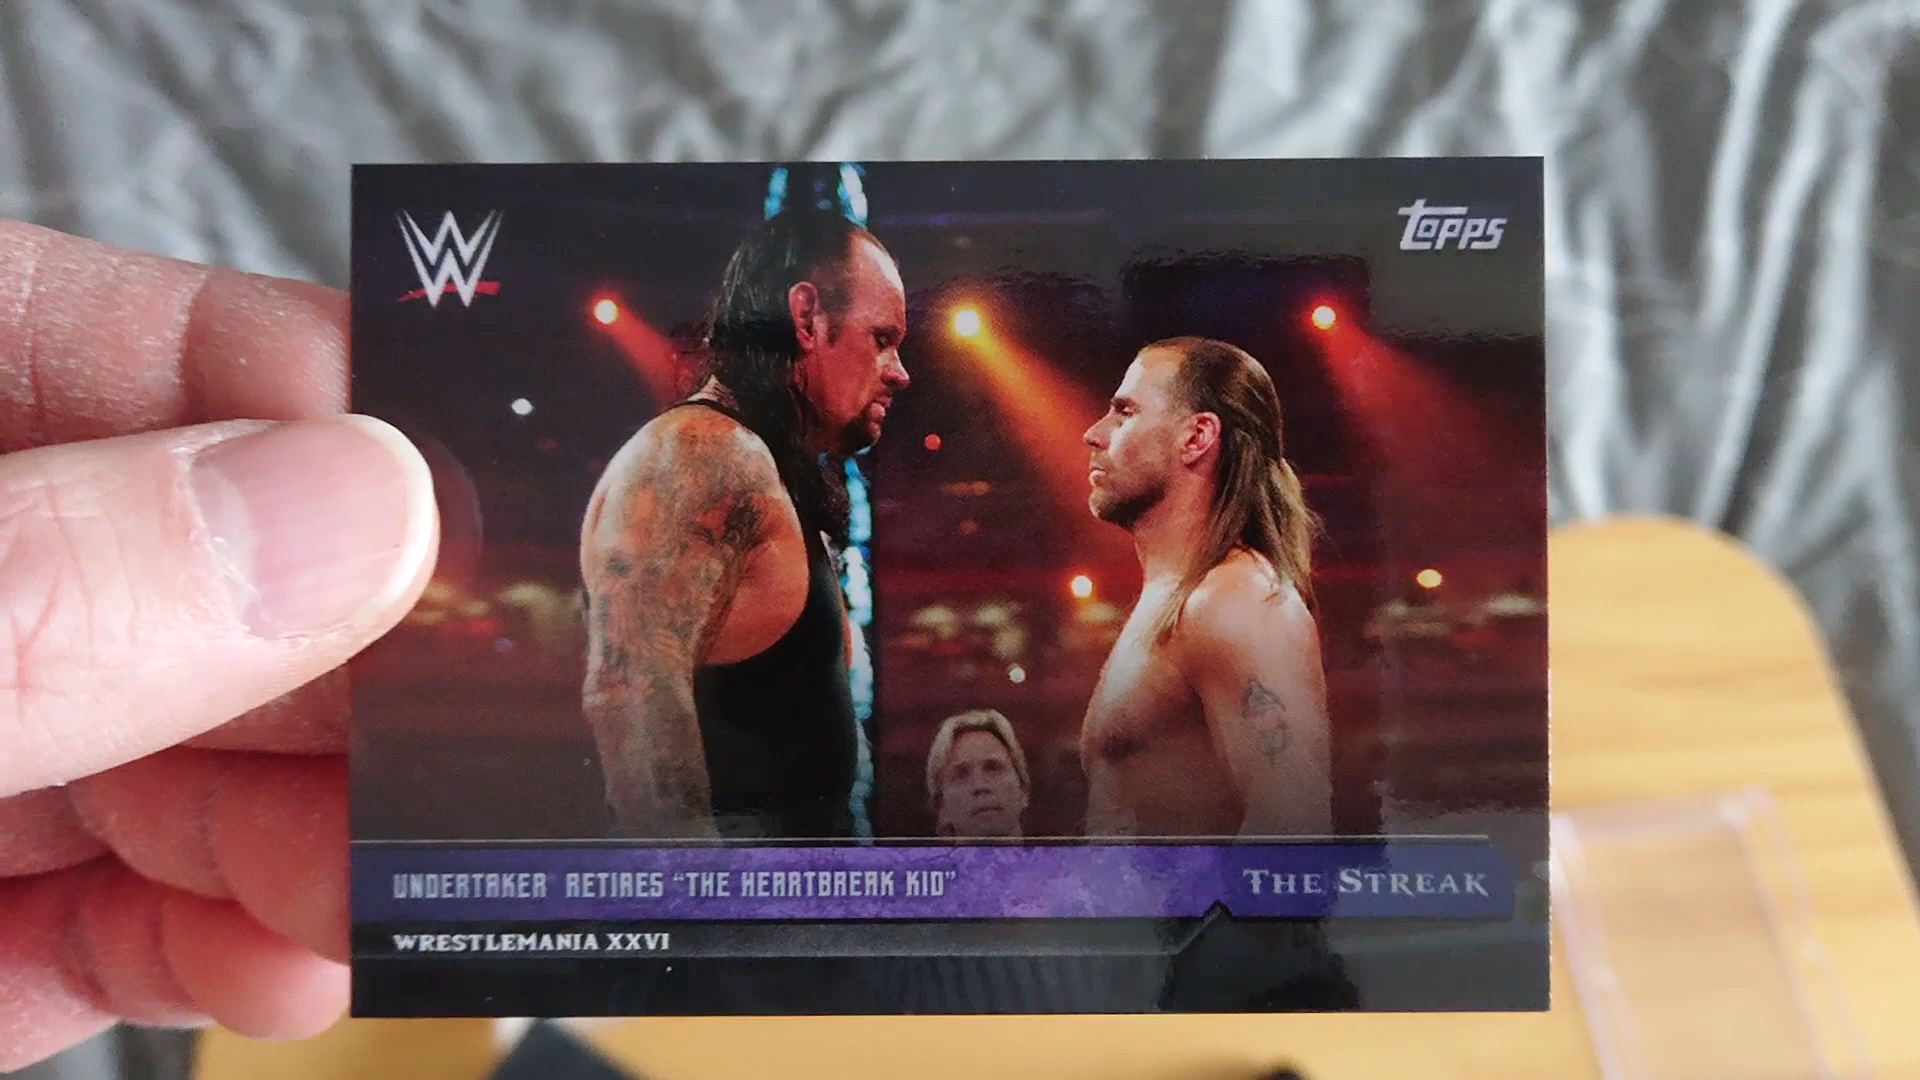 W
TOPPS
UNDERTAKER RETIRES “THE HEARTBREAK KID”
THE STREAK
WRESTLEMANIA XXVI